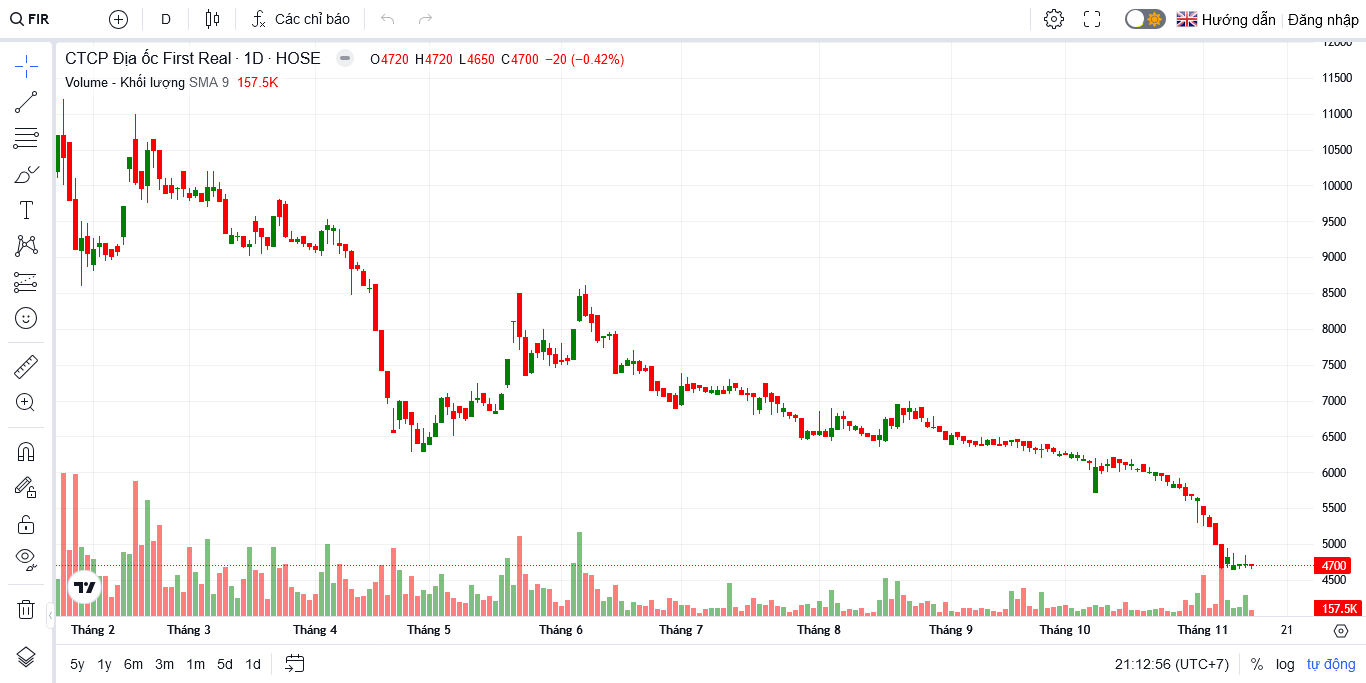 FIR D Các chỉ báo Hướng dẫn Đăng nhập
CTCP Địa ốc First Real · 1D · HOSE O4720 H4720 L4650 C4700 −20 (−0.42%)
Volume - Khối lượng SMA 9 157.5K
12000
11500
11000
10500
10000
9500
9000
8500
8000
7500
7000
6500
6000
5500
5000
4700
4500
157.5K
Tháng 2 Tháng 3 Tháng 4 Tháng 5 Tháng 6 Tháng 7 Tháng 8 Tháng 9 Tháng 10 Tháng 11 21
5y 1y 6m 3m 1m 5d 1d 21:12:56 (UTC+7) % log tự động